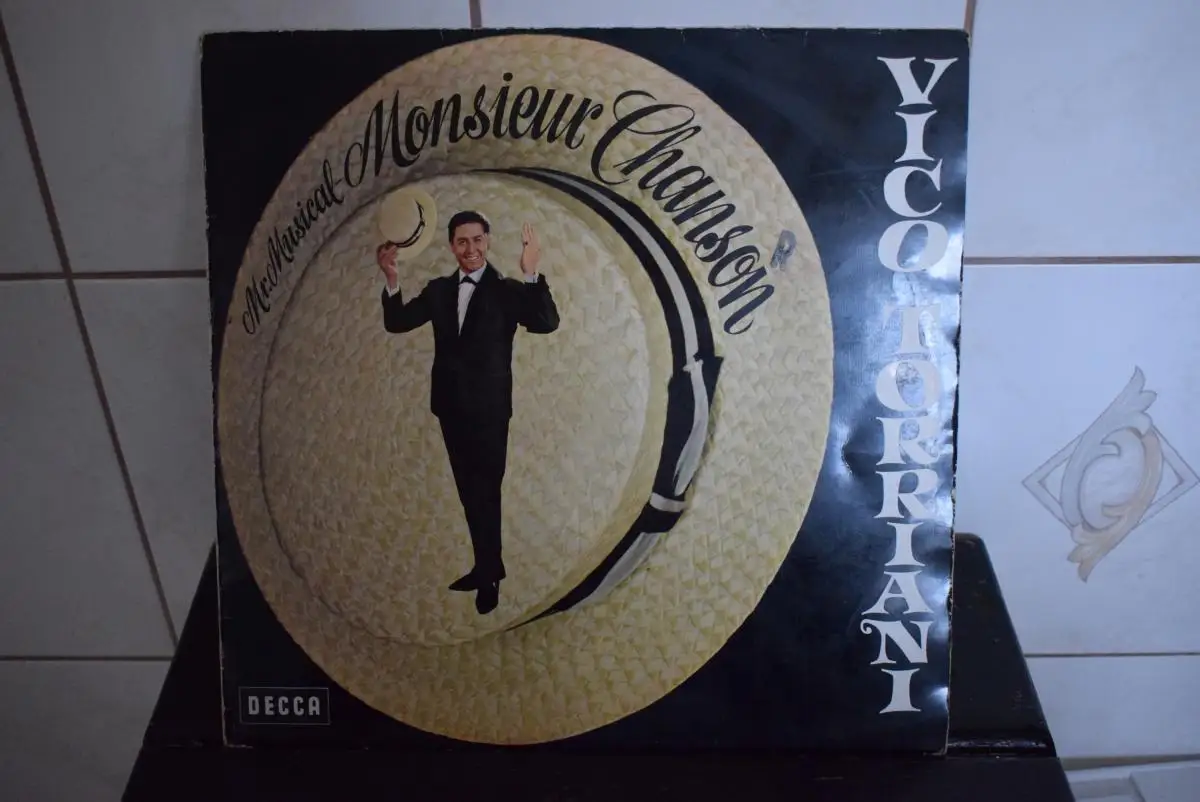 Mr. Musical - Monsieur Chanson
VICO TORRIANI
DECCA